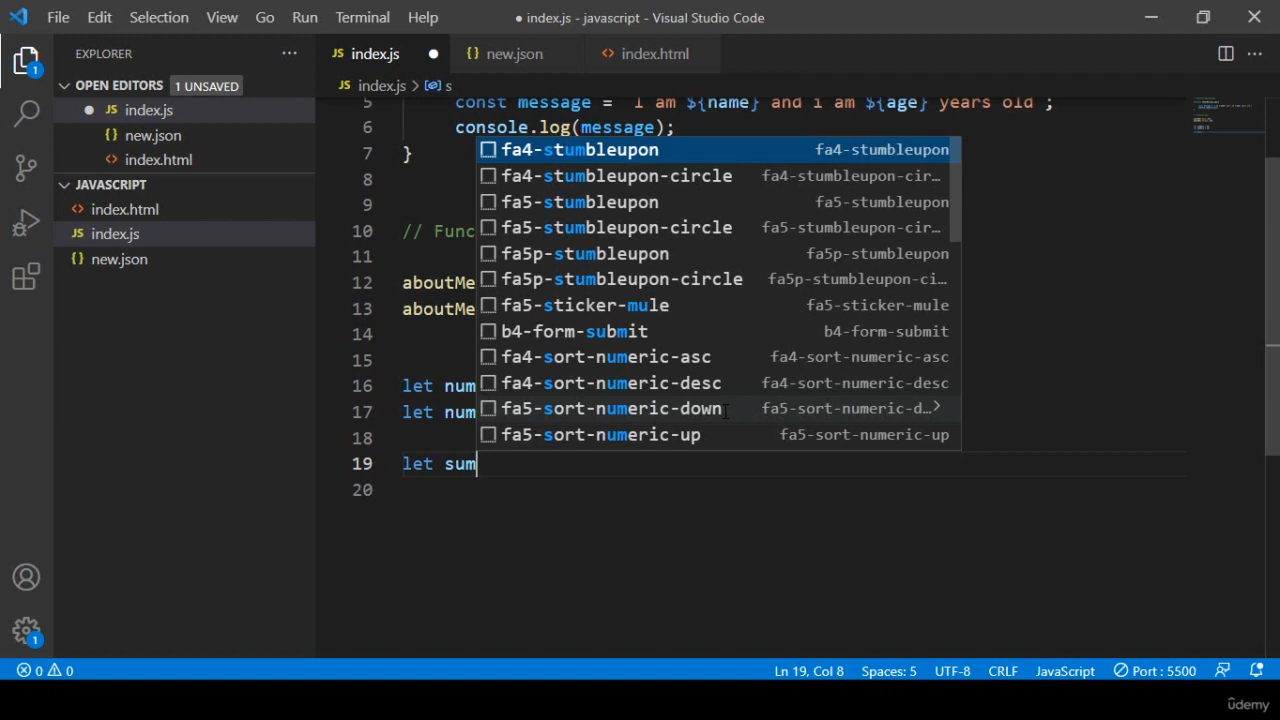 File Edit Selection View Go Run Terminal Help ● index.js - javascript - Visual Studio Code
EXPLORER ...
index.js ● new.json index.html
OPEN EDITORS 1 UNSAVED
● JS index.js
{} new.json
<> index.html
JAVASCRIPT
<> index.html
JS index.js
{} new.json
JS index.js > s
5 const message = `I am ${name} and i am ${age} years old`;
6 console.log(message);
7 }
8
9
10 // Func
11
12 aboutMe
13 aboutMe
14
15
16 let num
17 let num
18
19 let sum
20
fa4-stumbleupon fa4-stumbleupon
fa4-stumbleupon-circle fa4-stumbleupon-cir…
fa5-stumbleupon fa5-stumbleupon
fa5-stumbleupon-circle fa5-stumbleupon-cir…
fa5p-stumbleupon fa5p-stumbleupon
fa5p-stumbleupon-circle fa5p-stumbleupon-ci…
fa5-sticker-mule fa5-sticker-mule
b4-form-submit b4-form-submit
fa4-sort-numeric-asc fa4-sort-numeric-asc
fa4-sort-numeric-desc fa4-sort-numeric-desc
fa5-sort-numeric-down fa5-sort-numeric-d… >
fa5-sort-numeric-up fa5-sort-numeric-up
1
1
0 0 Ln 19, Col 8 Spaces: 5 UTF-8 CRLF JavaScript Port : 5500
ûdemy